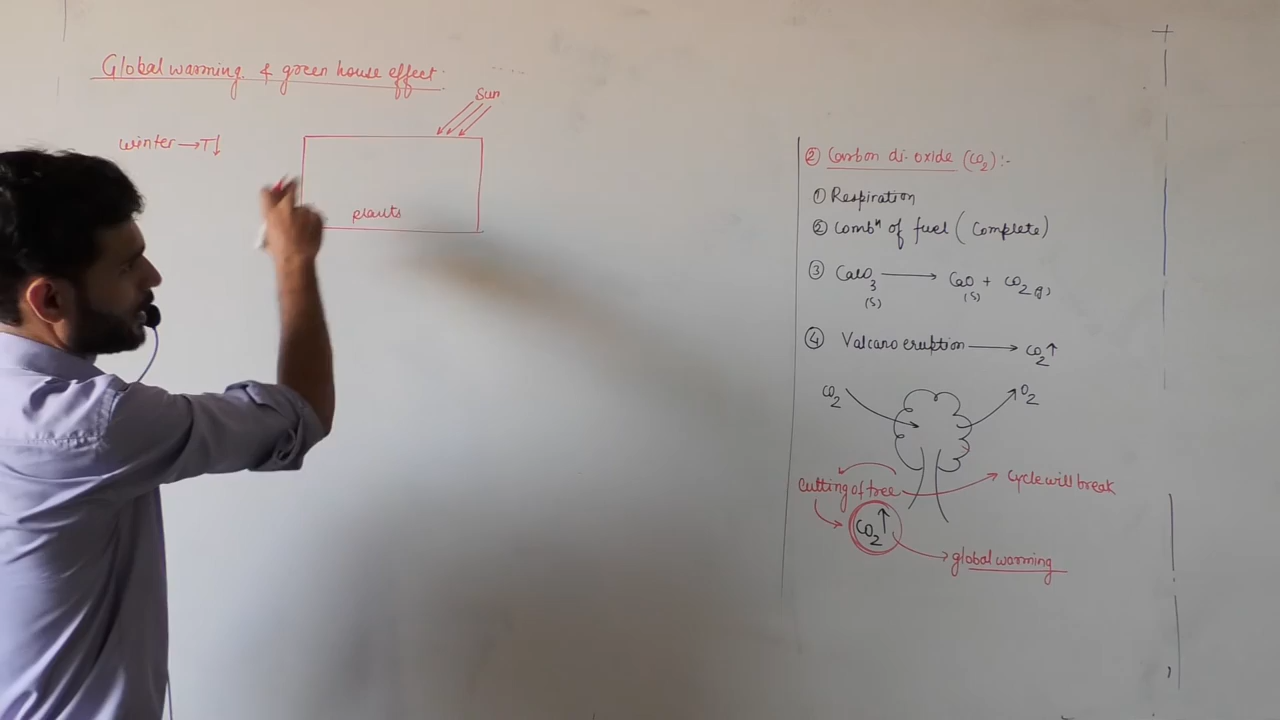 Global warming & green house effect:
Sun
winter → T↓
plants
② Carbon di-oxide (CO2) :-
① Respiration
② Combⁿ of fuel (Complete)
③ CaCO3 → CaO + CO2(g)
(s) (s)
④ Valcano eruption → CO2↑
CO2 O2
Cutting of tree → Cycle will break
CO2↑
global warming